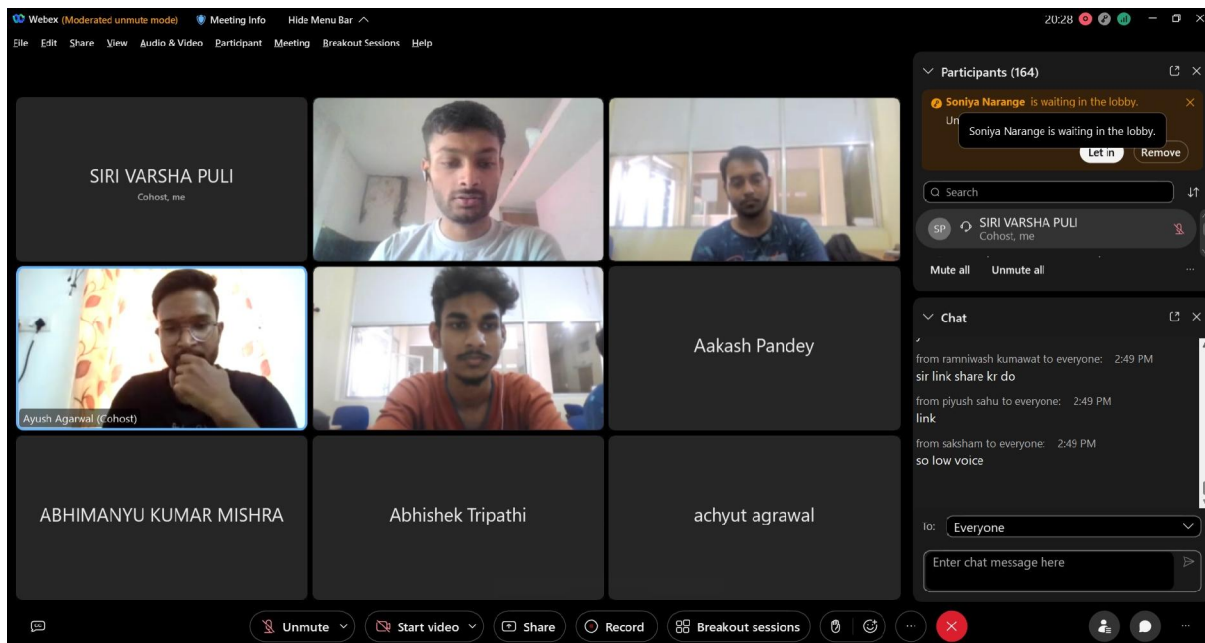 Webex (Moderated unmute mode) Meeting Info Hide Menu Bar
20:28
File Edit Share View Audio & Video Participant Meeting Breakout Sessions Help
SIRI VARSHA PULI
Cohost, me
Ayush Agarwal (Cohost)
Aakash Pandey
ABHIMANYU KUMAR MISHRA
Abhishek Tripathi
achyut agrawal
Participants (164)
Soniya Narange is waiting in the lobby.
Un
Soniya Narange is waiting in the lobby.
Let in Remove
Search
SP SIRI VARSHA PULI
Cohost, me
Mute all Unmute all
Chat
from ramniwash kumawat to everyone: 2:49 PM
sir link share kr do
from piyush sahu to everyone: 2:49 PM
link
from saksham to everyone: 2:49 PM
so low voice
To: Everyone
Enter chat message here
Unmute Start video Share Record Breakout sessions